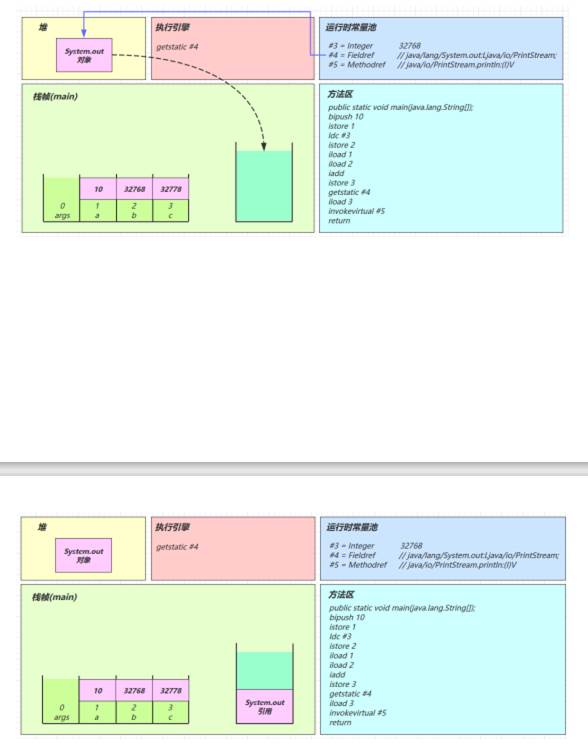 堆
System.out
对象
执行引擎
getstatic #4
运行时常量池
#3 = Integer 32768
#4 = Fieldref // java/lang/System.out:Ljava/io/PrintStream;
#5 = Methodref // java/io/PrintStream.println:(I)V
栈帧(main)
10 32768 32778
0 1 2 3
args a b c
方法区
public static void main(java.lang.String[]);
bipush 10
istore 1
ldc #3
istore 2
iload 1
iload 2
iadd
istore 3
getstatic #4
iload 3
invokevirtual #5
return
堆
System.out
对象
执行引擎
getstatic #4
运行时常量池
#3 = Integer 32768
#4 = Fieldref // java/lang/System.out:Ljava/io/PrintStream;
#5 = Methodref // java/io/PrintStream.println:(I)V
栈帧(main)
10 32768 32778
0 1 2 3
args a b c
System.out
引用
方法区
public static void main(java.lang.String[]);
bipush 10
istore 1
ldc #3
istore 2
iload 1
iload 2
iadd
istore 3
getstatic #4
iload 3
invokevirtual #5
return